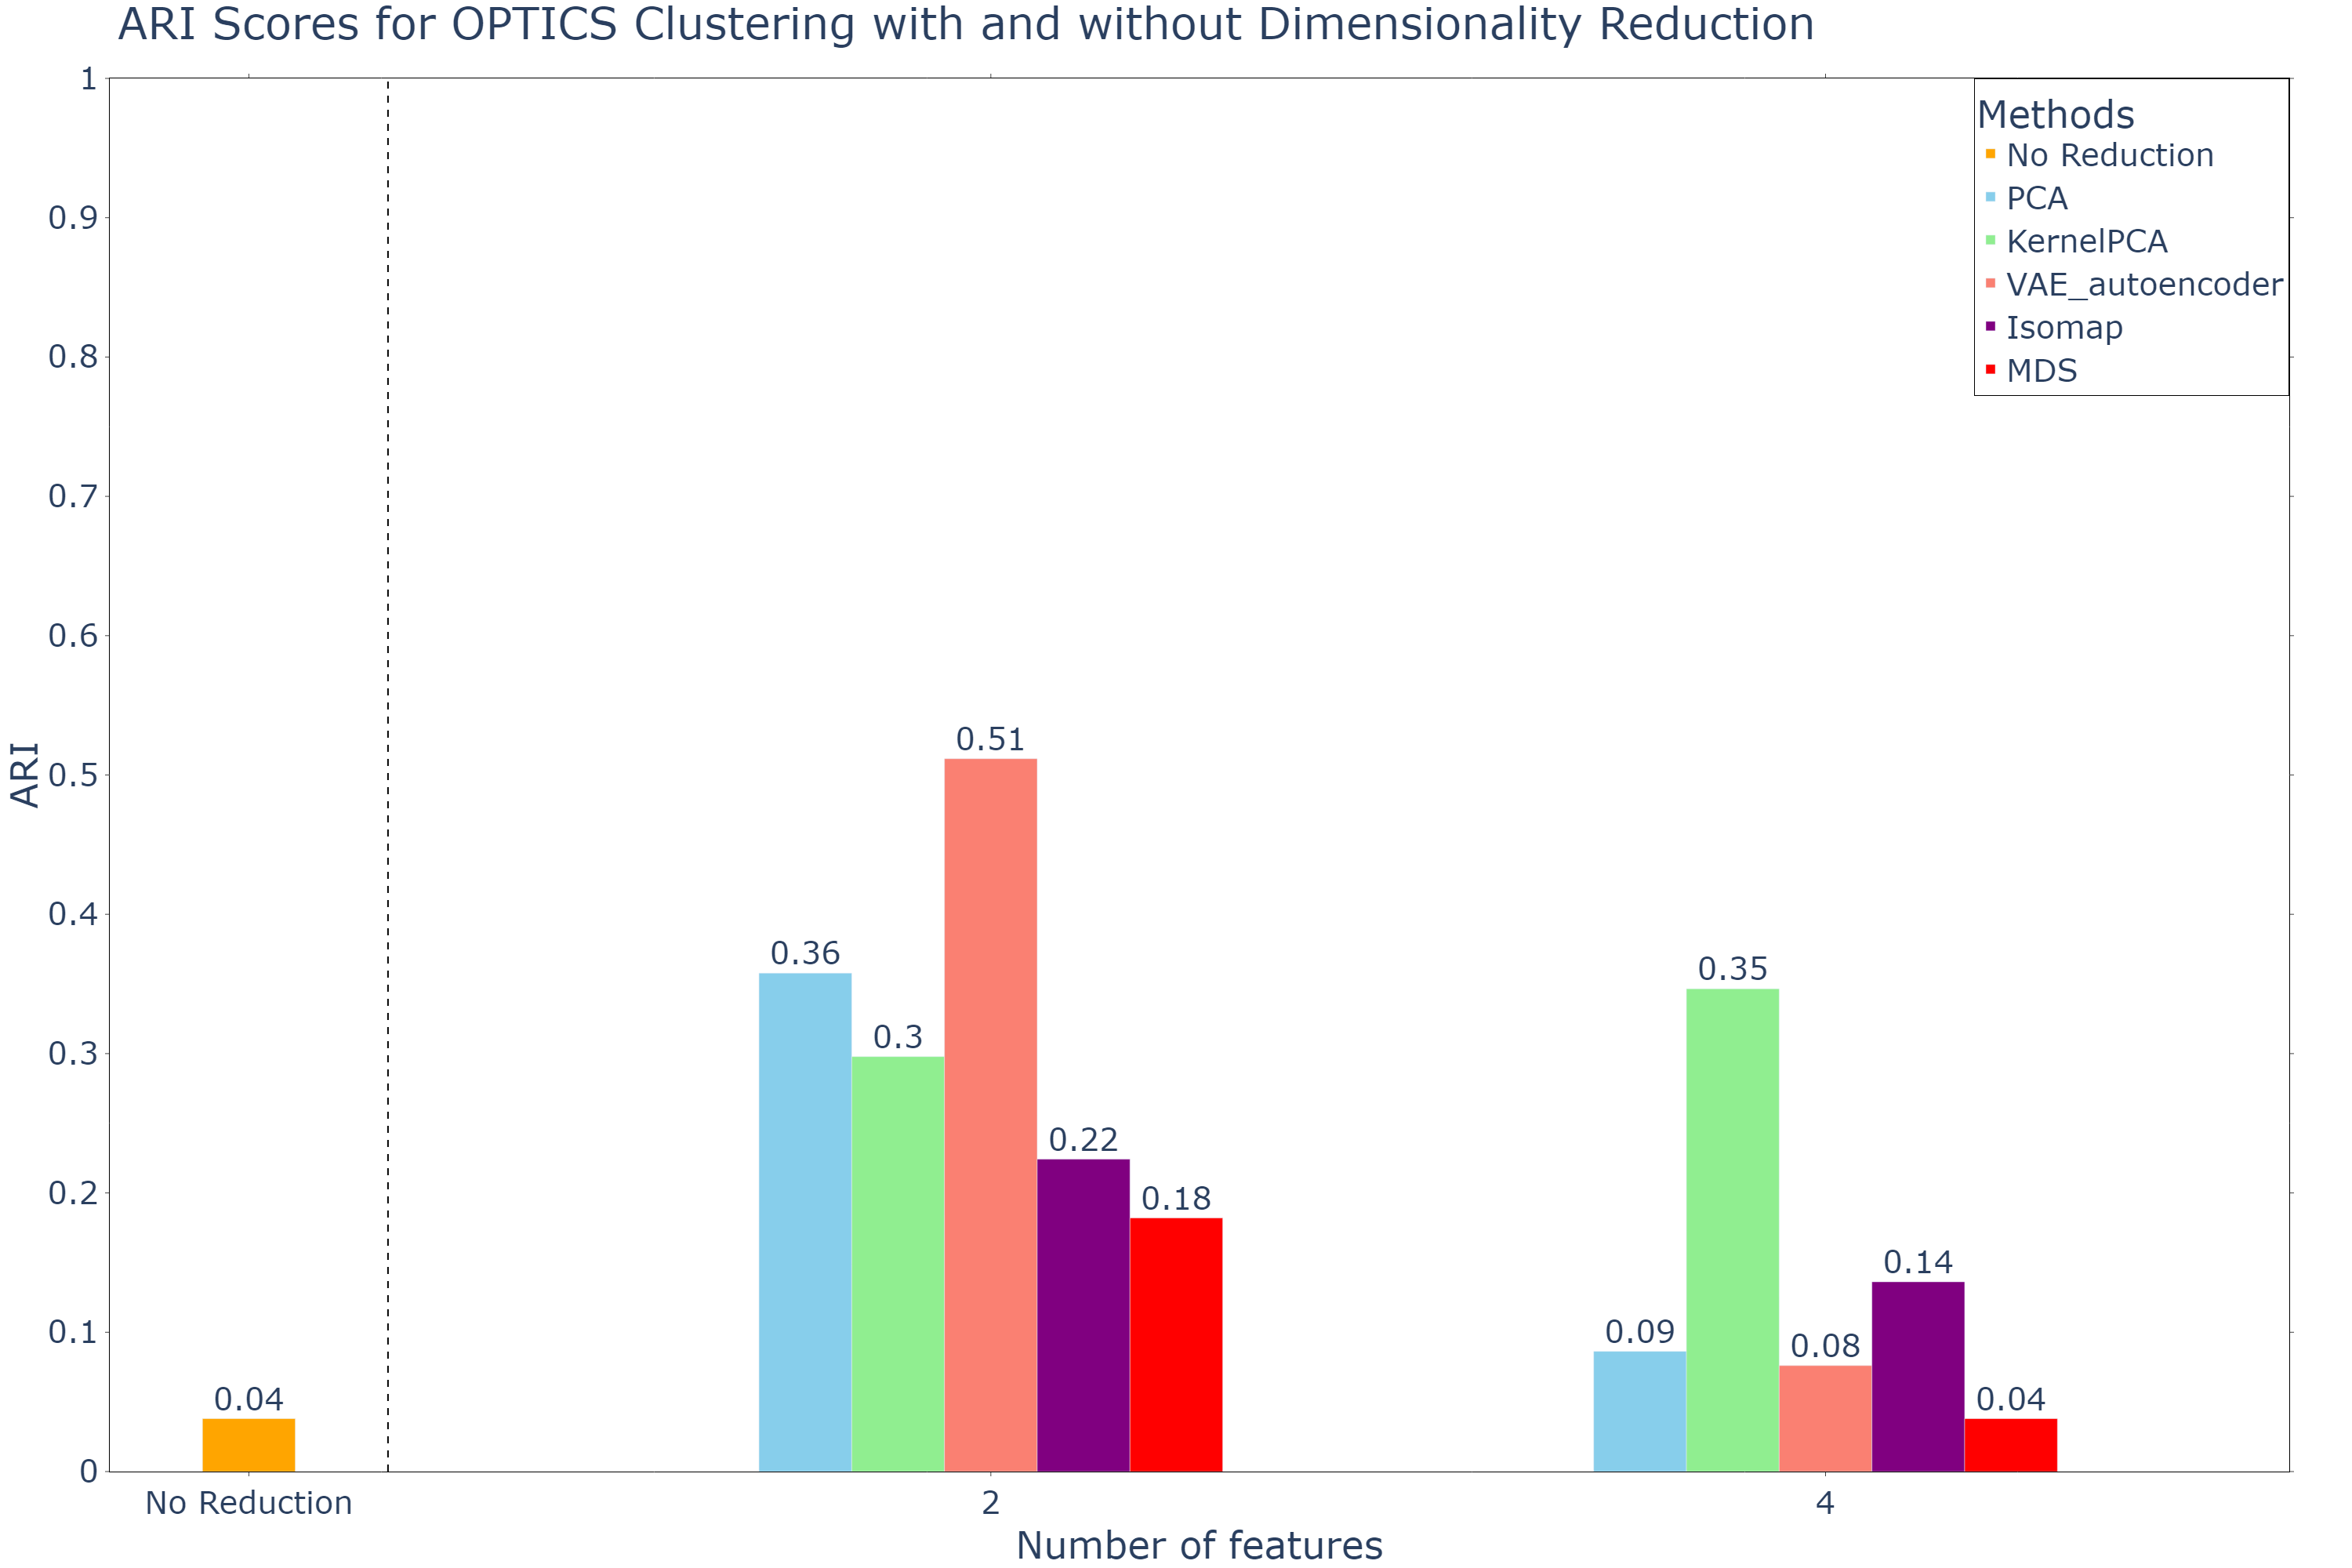 ARI Scores for OPTICS Clustering with and without Dimensionality Reduction
Methods
No Reduction
PCA
KernelPCA
VAE_autoencoder
Isomap
MDS
ARI
1
0.9
0.8
0.7
0.6
0.5
0.4
0.3
0.2
0.1
0
0.04
0.36
0.3
0.51
0.22
0.18
0.09
0.35
0.08
0.14
0.04
No Reduction
2
4
Number of features